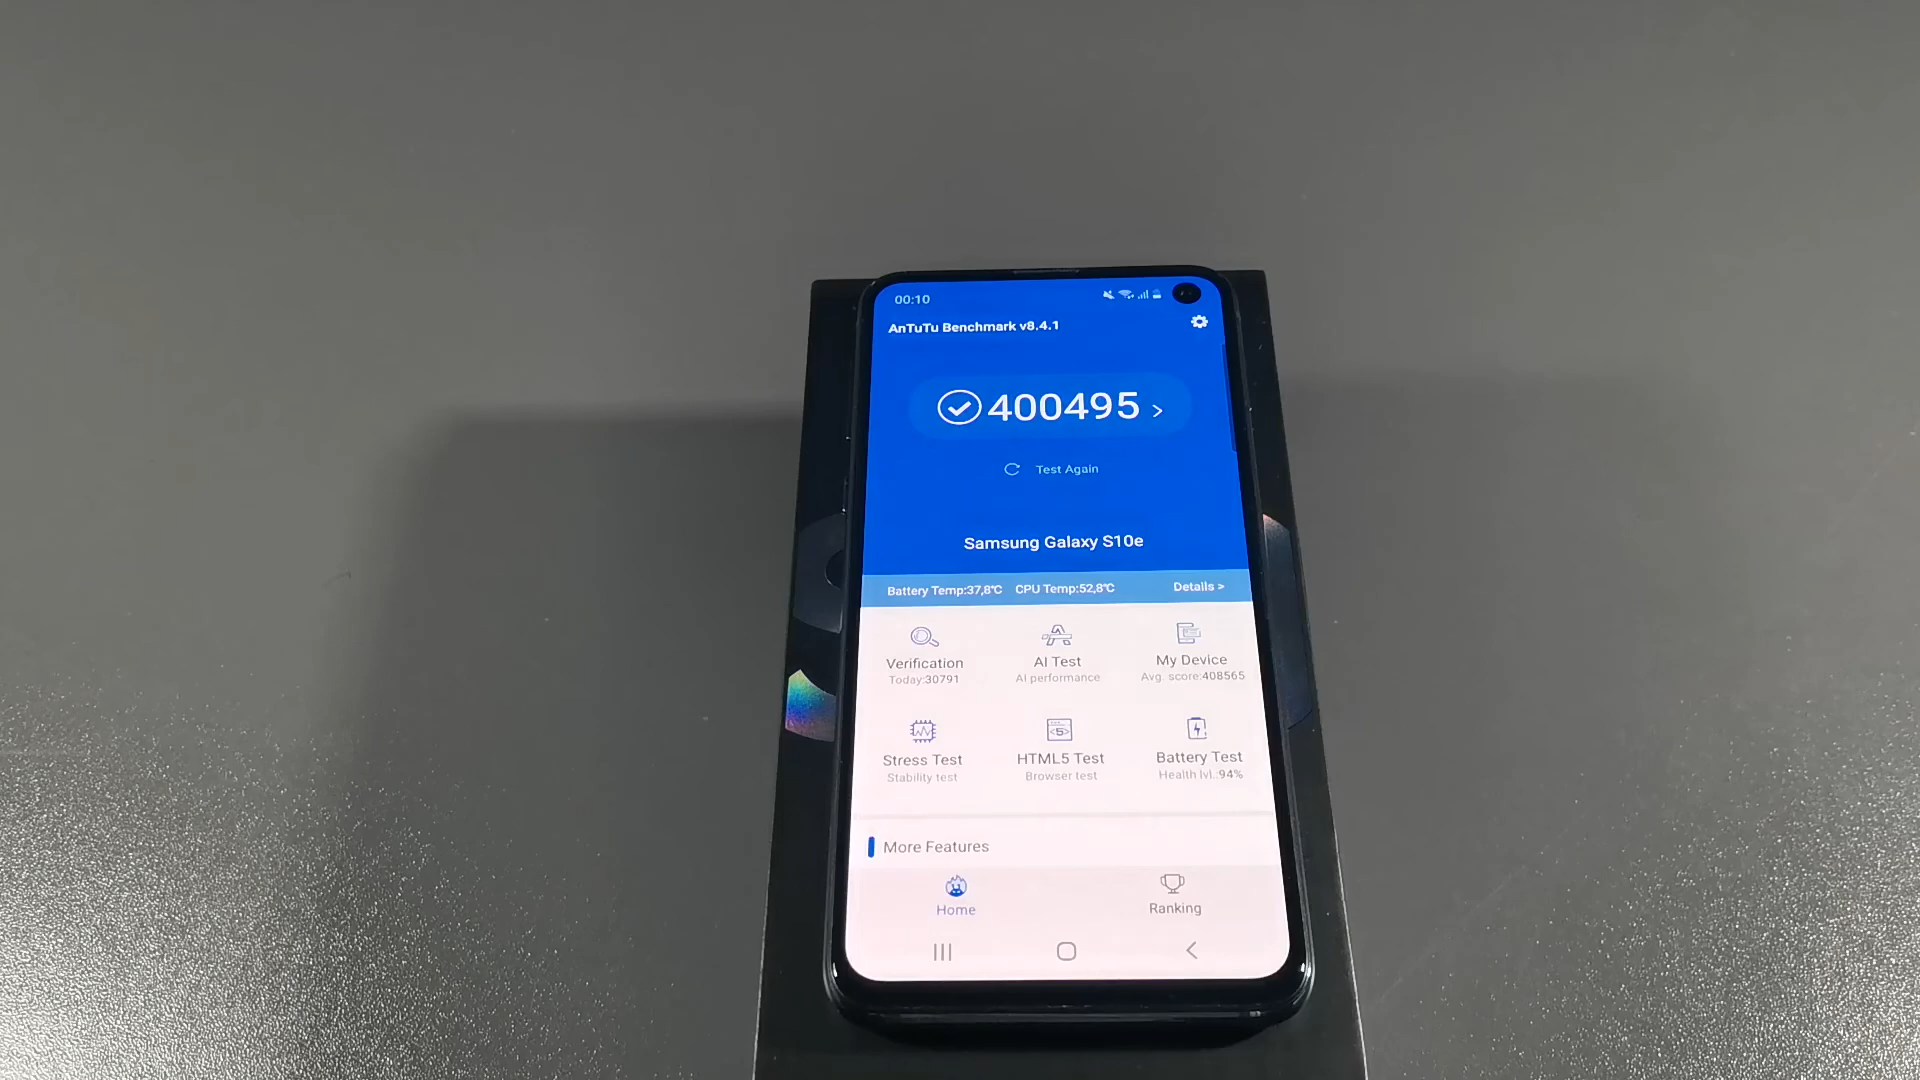 00:10
AnTuTu Benchmark v8.4.1
400495 >
Test Again
Samsung Galaxy S10e
Battery Temp:37,8℃ CPU Temp:52,8℃ Details >
Verification AI Test My Device
Today:30791 AI performance Avg. score:408565
Stress Test HTML5 Test Battery Test
Stability test Browser test Health lvl.:94%
More Features
Home Ranking